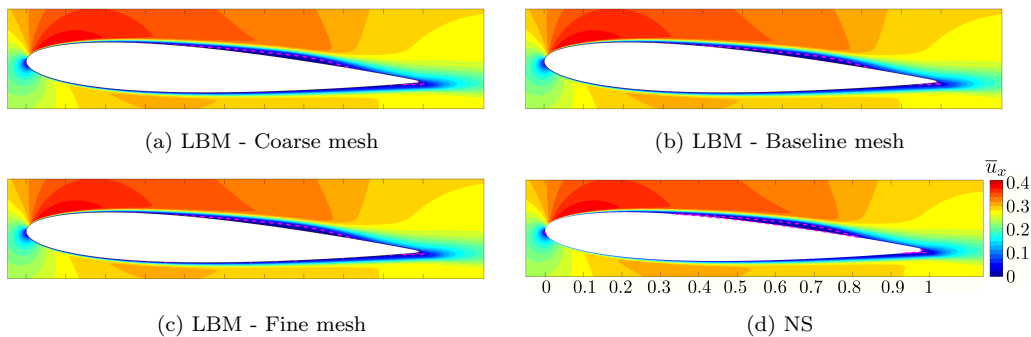 (a) LBM - Coarse mesh
(b) LBM - Baseline mesh
u̅ₓ
0.4
0.3
0.2
0.1
0
0 0.1 0.2 0.3 0.4 0.5 0.6 0.7 0.8 0.9 1
(c) LBM - Fine mesh
(d) NS